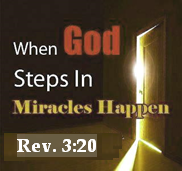 When God
Steps In
Miracles Happen
Rev. 3:20